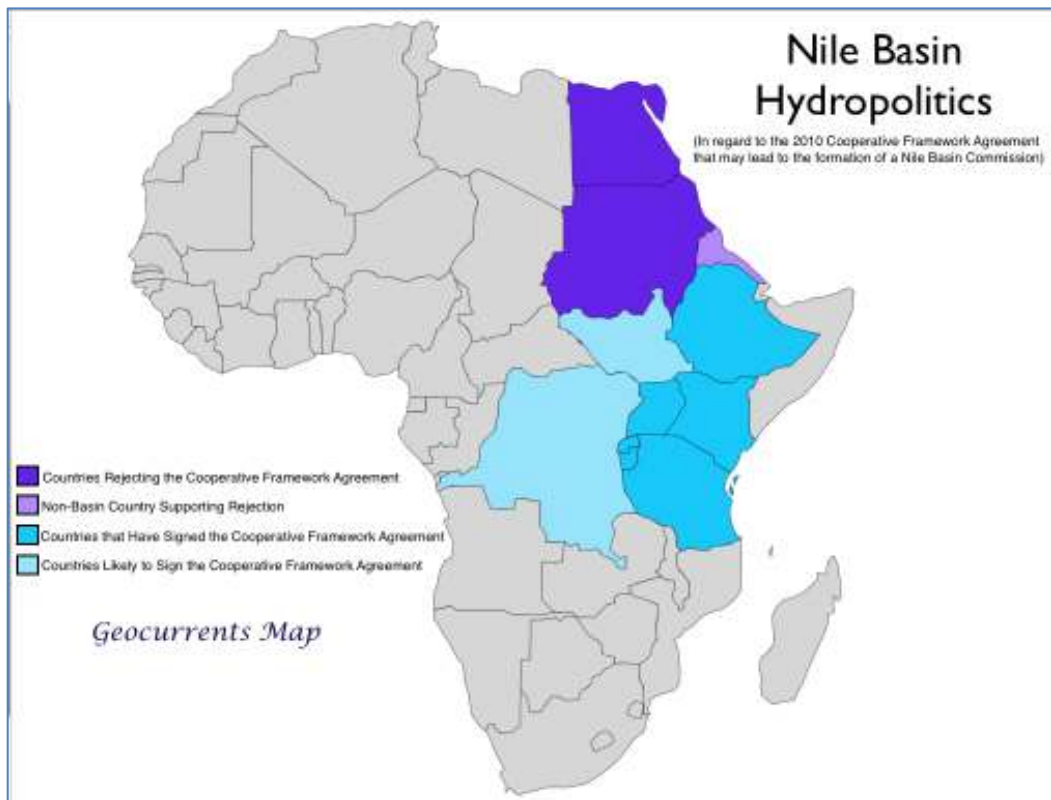 Nile Basin
Hydropolitics
(In regard to the 2010 Cooperative Framework Agreement
that may lead to the formation of a Nile Basin Commission)
Countries Rejecting the Cooperative Framework Agreement
Non-Basin Country Supporting Rejection
Countries that Have Signed the Cooperative Framework Agreement
Countries Likely to Sign the Cooperative Framework Agreement
Geocurrents Map